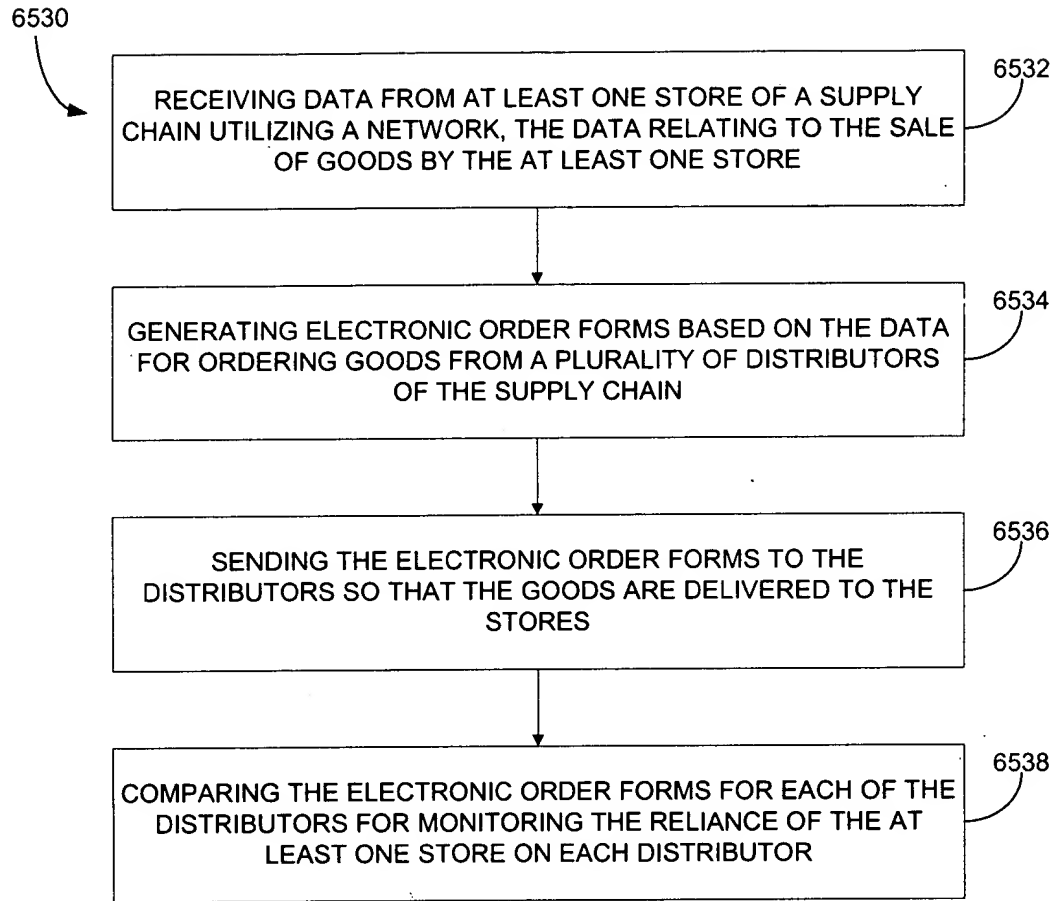 6530
6532
RECEIVING DATA FROM AT LEAST ONE STORE OF A SUPPLY
CHAIN UTILIZING A NETWORK, THE DATA RELATING TO THE SALE
OF GOODS BY THE AT LEAST ONE STORE
6534
GENERATING ELECTRONIC ORDER FORMS BASED ON THE DATA
FOR ORDERING GOODS FROM A PLURALITY OF DISTRIBUTORS
OF THE SUPPLY CHAIN
6536
SENDING THE ELECTRONIC ORDER FORMS TO THE
DISTRIBUTORS SO THAT THE GOODS ARE DELIVERED TO THE
STORES
6538
COMPARING THE ELECTRONIC ORDER FORMS FOR EACH OF THE
DISTRIBUTORS FOR MONITORING THE RELIANCE OF THE AT
LEAST ONE STORE ON EACH DISTRIBUTOR